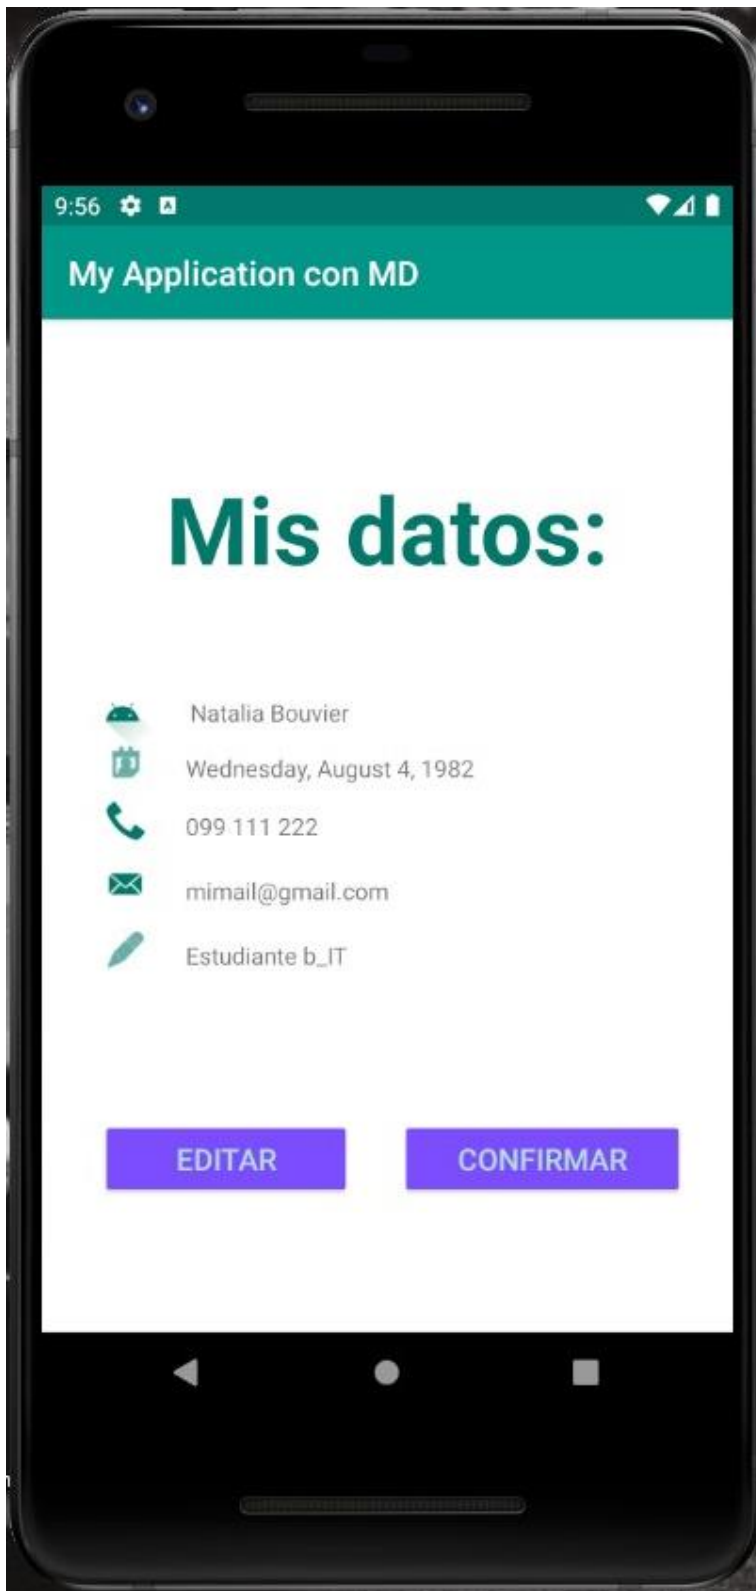 9:56
My Application con MD
Mis datos:
Natalia Bouvier
Wednesday, August 4, 1982
099 111 222
mimail@gmail.com
Estudiante b_IT
EDITAR
CONFIRMAR